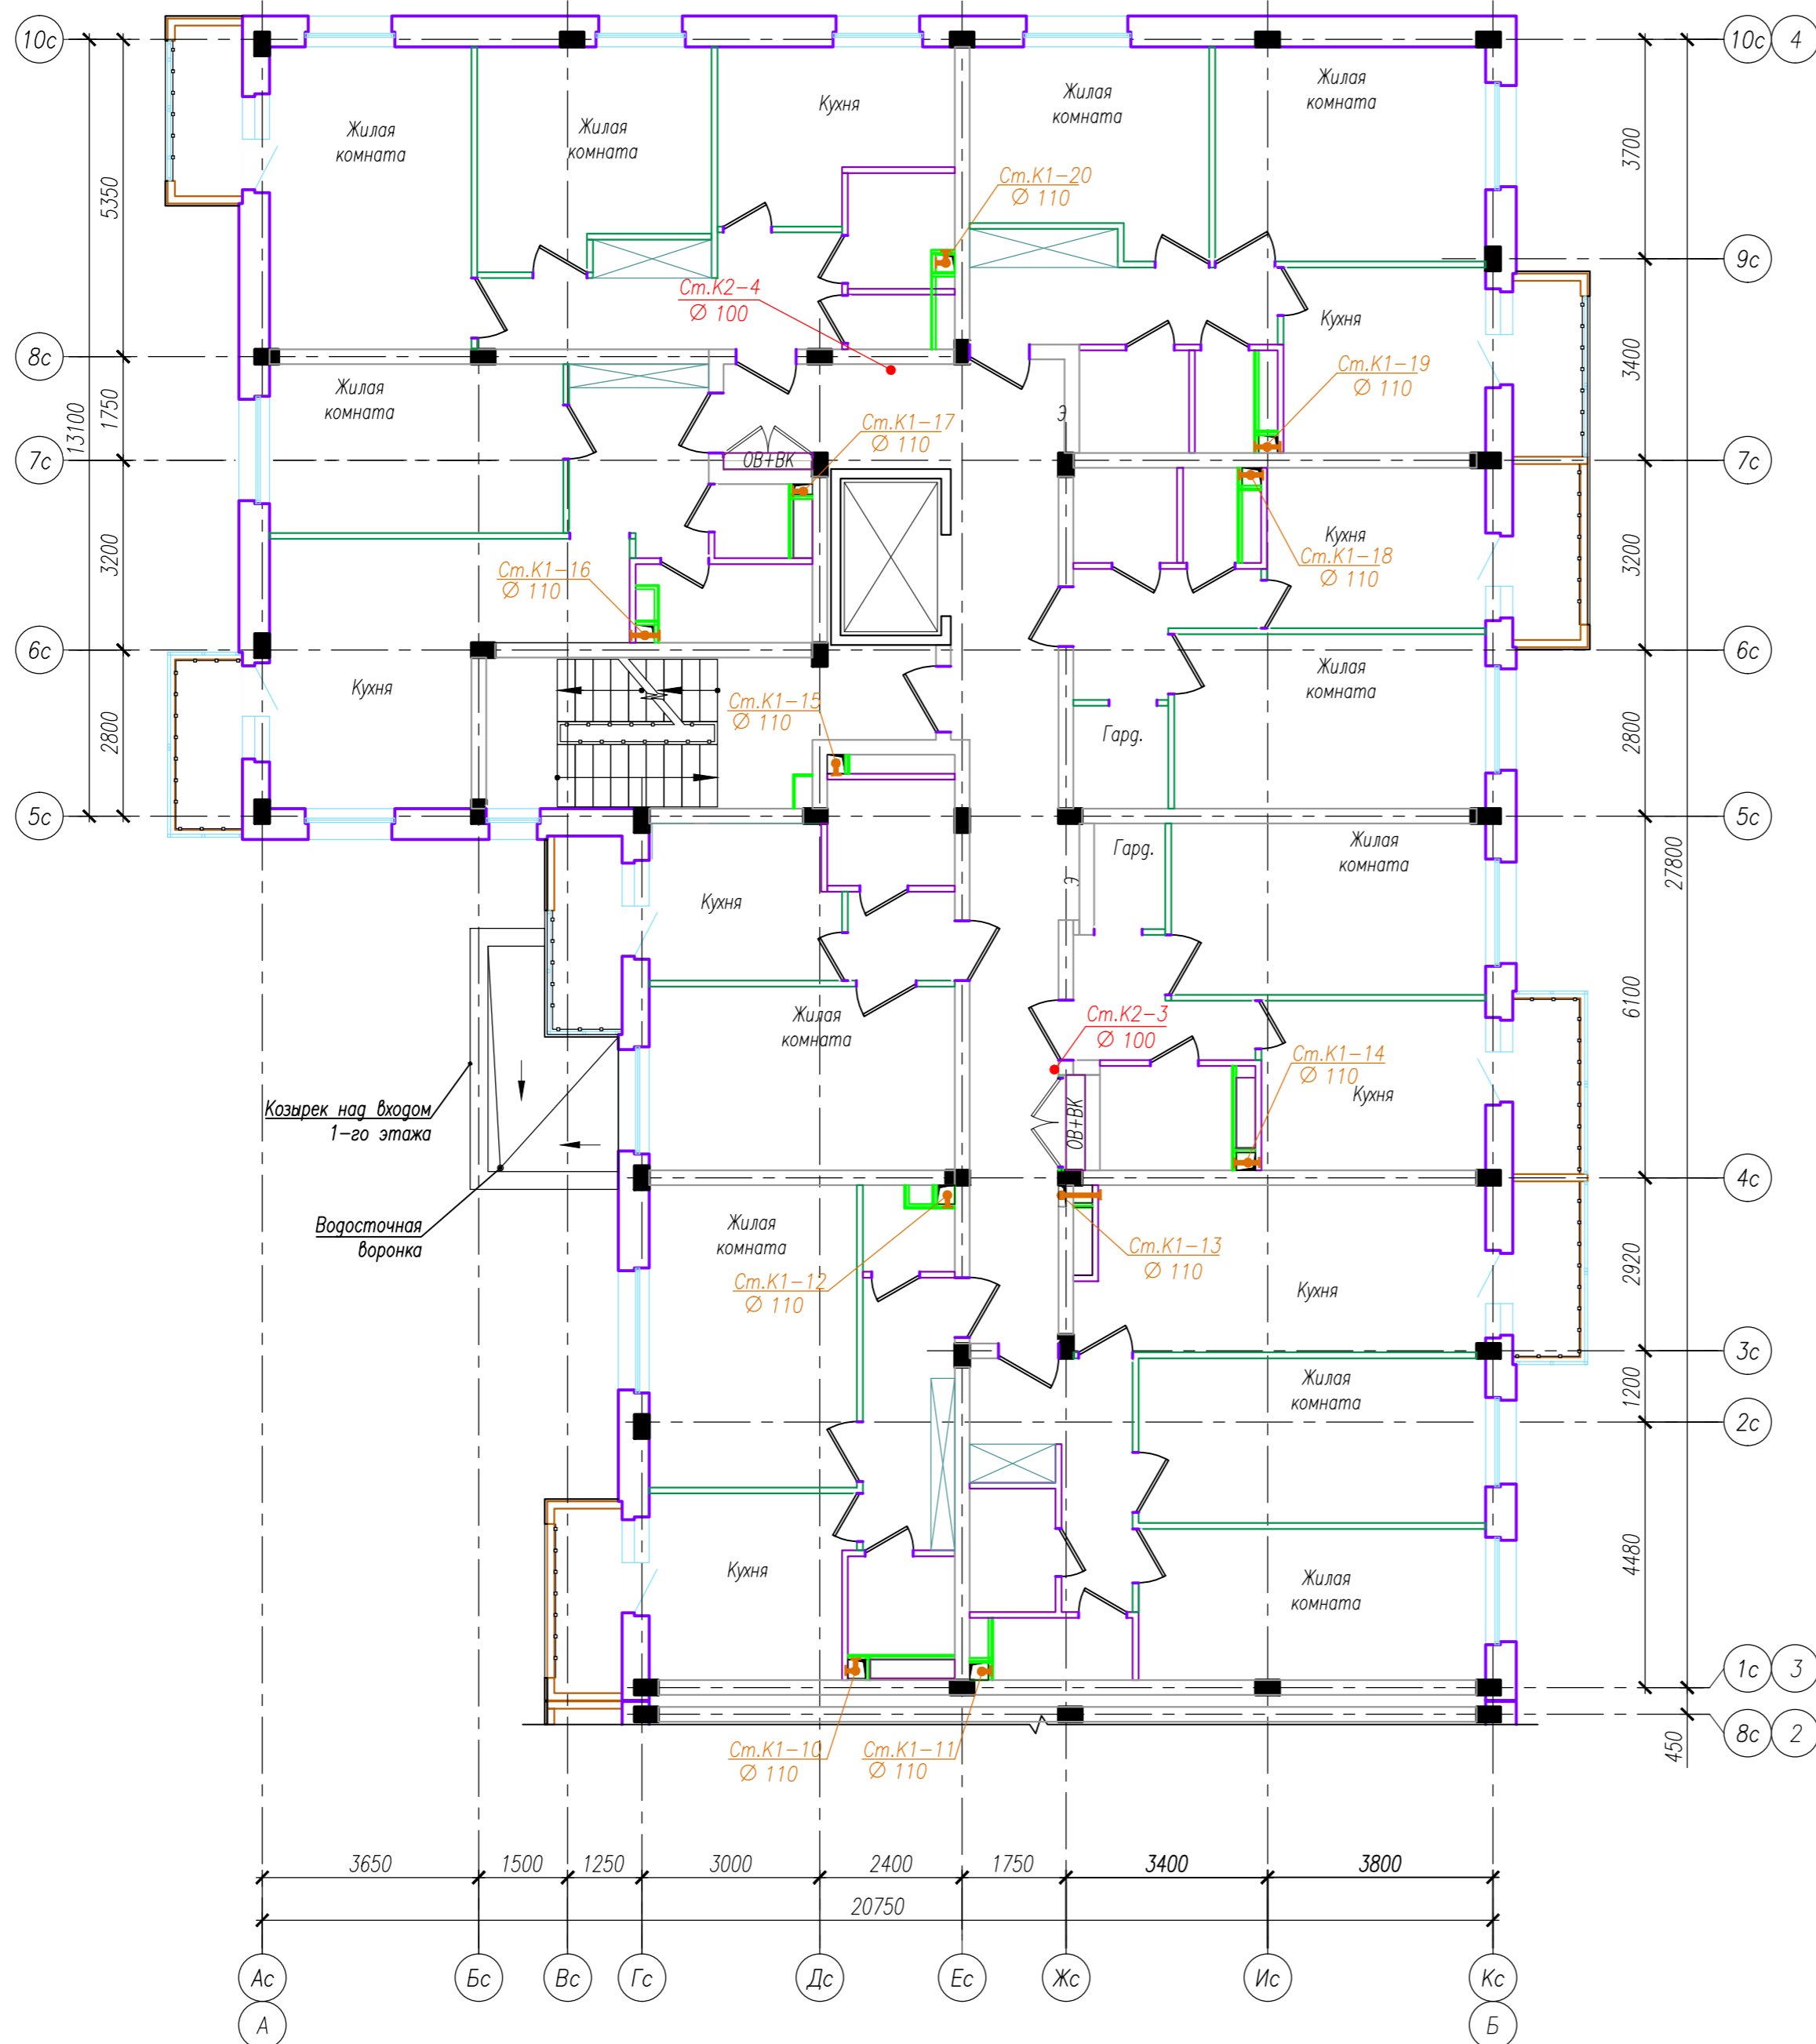 10с
10с
4
Жилая
комната
Жилая
комната
Кухня
Жилая
комната
Жилая
комната
3700
5350
Ст.К1-20
Ø 110
9с
9с
Ст.К2-4
Ø 100
Кухня
8с
8с
Жилая
комната
Ст.К1-19
Ø 110
3400
1750
13100
Э
Ст.К1-17
Ø 110
7с
ОВ+ВК
7с
3200
Кухня
Ст.К1-18
Ø 110
3200
Ст.К1-16
Ø 110
6с
6с
Кухня
Жилая
комната
Ст.К1-15
Ø 110
2800
Гард.
2800
5с
5с
Гард.
Жилая
комната
27800
Э
Кухня
6100
Жилая
комната
Ст.К2-3
Ø 100
Ст.К1-14
Ø 110
Кухня
Козырек над входом
1-го этажа
ОВ+ВК
4с
Водосточная
воронка
Жилая
комната
Ст.К1-13
Ø 110
Ст.К1-12
Ø 110
Кухня
2920
3с
Жилая
комната
1200
2с
Кухня
Жилая
комната
4480
1с
3
Ст.К1-10
Ø 110
Ст.К1-11
Ø 110
8с
2
450
3650
1500
1250
3000
2400
1750
3400
3800
20750
Ас
Бс
Вс
Гс
Дс
Ес
Жс
Ис
Кс
А
Б